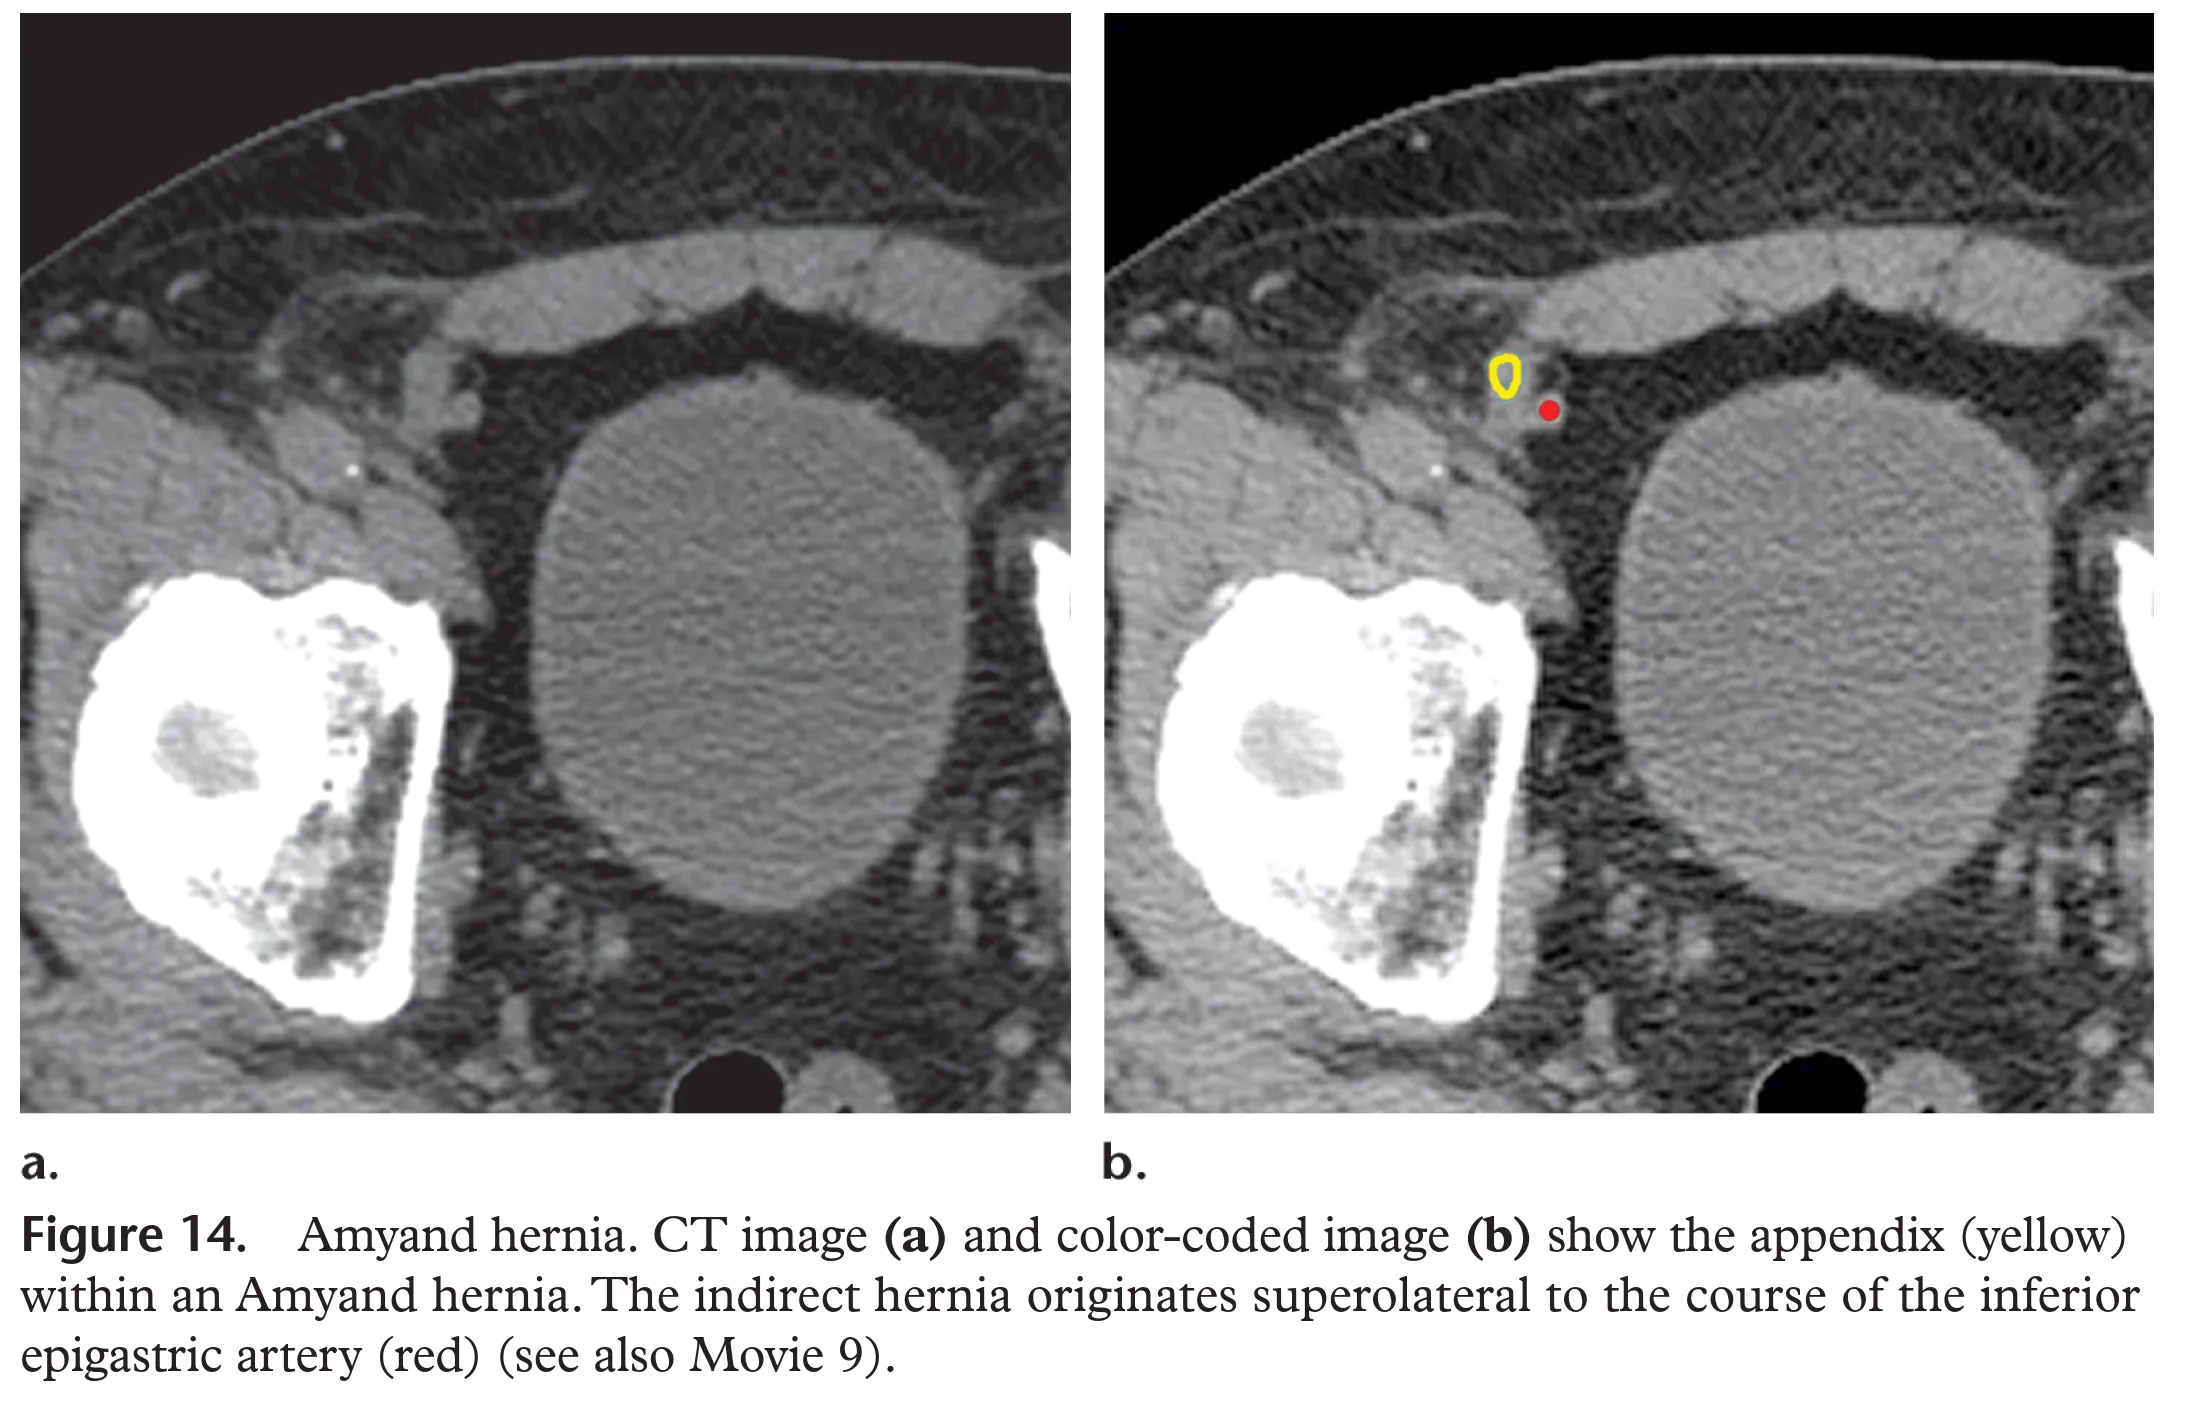 a.
b.
Figure 14. Amyand hernia. CT image (a) and color-coded image (b) show the appendix (yellow)
within an Amyand hernia. The indirect hernia originates superolateral to the course of the inferior
epigastric artery (red) (see also Movie 9).